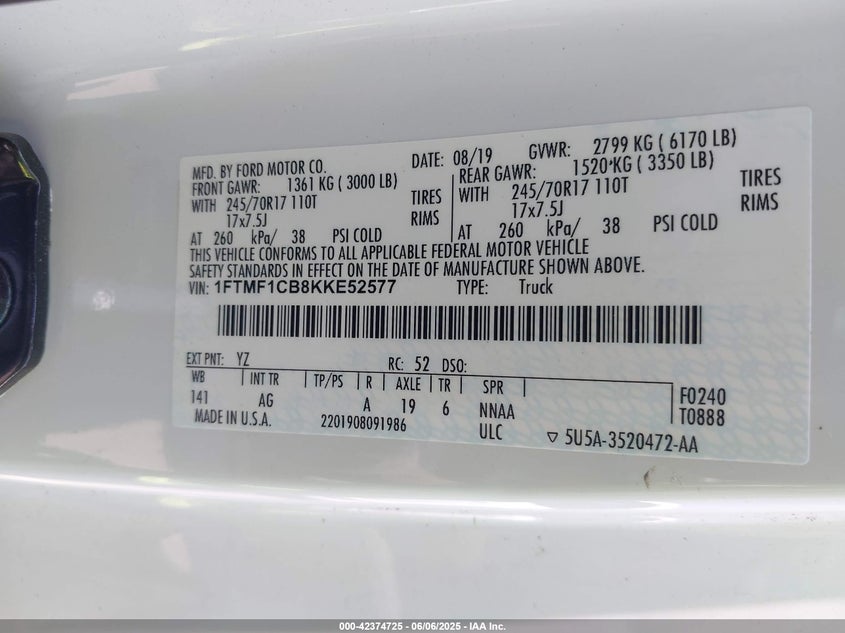 MFD. BY FORD MOTOR CO. DATE: 08/19 GVWR: 2799 KG ( 6170 LB)
FRONT GAWR: 1361 KG ( 3000 LB) REAR GAWR: 1520 KG ( 3350 LB)
WITH 245/70R17 110T TIRES WITH 245/70R17 110T TIRES
17x7.5J RIMS 17x7.5J RIMS
AT 260 kPa/ 38 PSI COLD AT 260 kPa/ 38 PSI COLD
THIS VEHICLE CONFORMS TO ALL APPLICABLE FEDERAL MOTOR VEHICLE
SAFETY STANDARDS IN EFFECT ON THE DATE OF MANUFACTURE SHOWN ABOVE.
VIN: 1FTMF1CB8KKE52577 TYPE: Truck
EXT PNT: YZ RC: 52 DSO:
WB INT TR TP/PS R AXLE TR SPR
141 AG A 19 6 NNAA F0240
MADE IN U.S.A. 2201908091986 ULC T0888
5U5A-3520472-AA
000-42374725 - 06/06/2025 - IAA Inc.